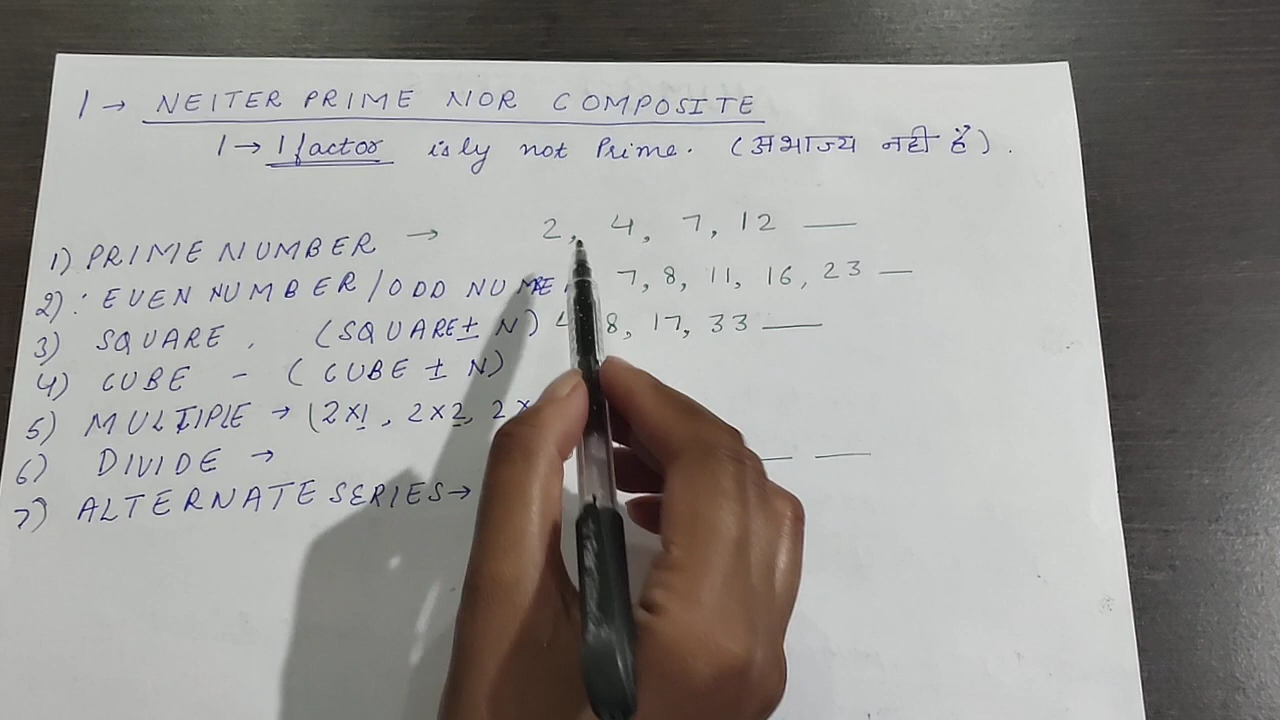 1 → NEITER PRIME NOR COMPOSITE
1 → 1 factor is ly not Prime. (अभाज्य नहीं है) .
1) PRIME NUMBER → 2, 4, 7, 12 —
2) : EVEN NUMBER / ODD NUMBE 7, 8, 11, 16, 23 —
3) SQUARE , (SQUARE ± N) 8, 17, 33 —
4) CUBE - (CUBE ± N)
5) MULTIPLE → (2×1, 2×2, 2×
6) DIVIDE → — —
7) ALTERNATE SERIES →